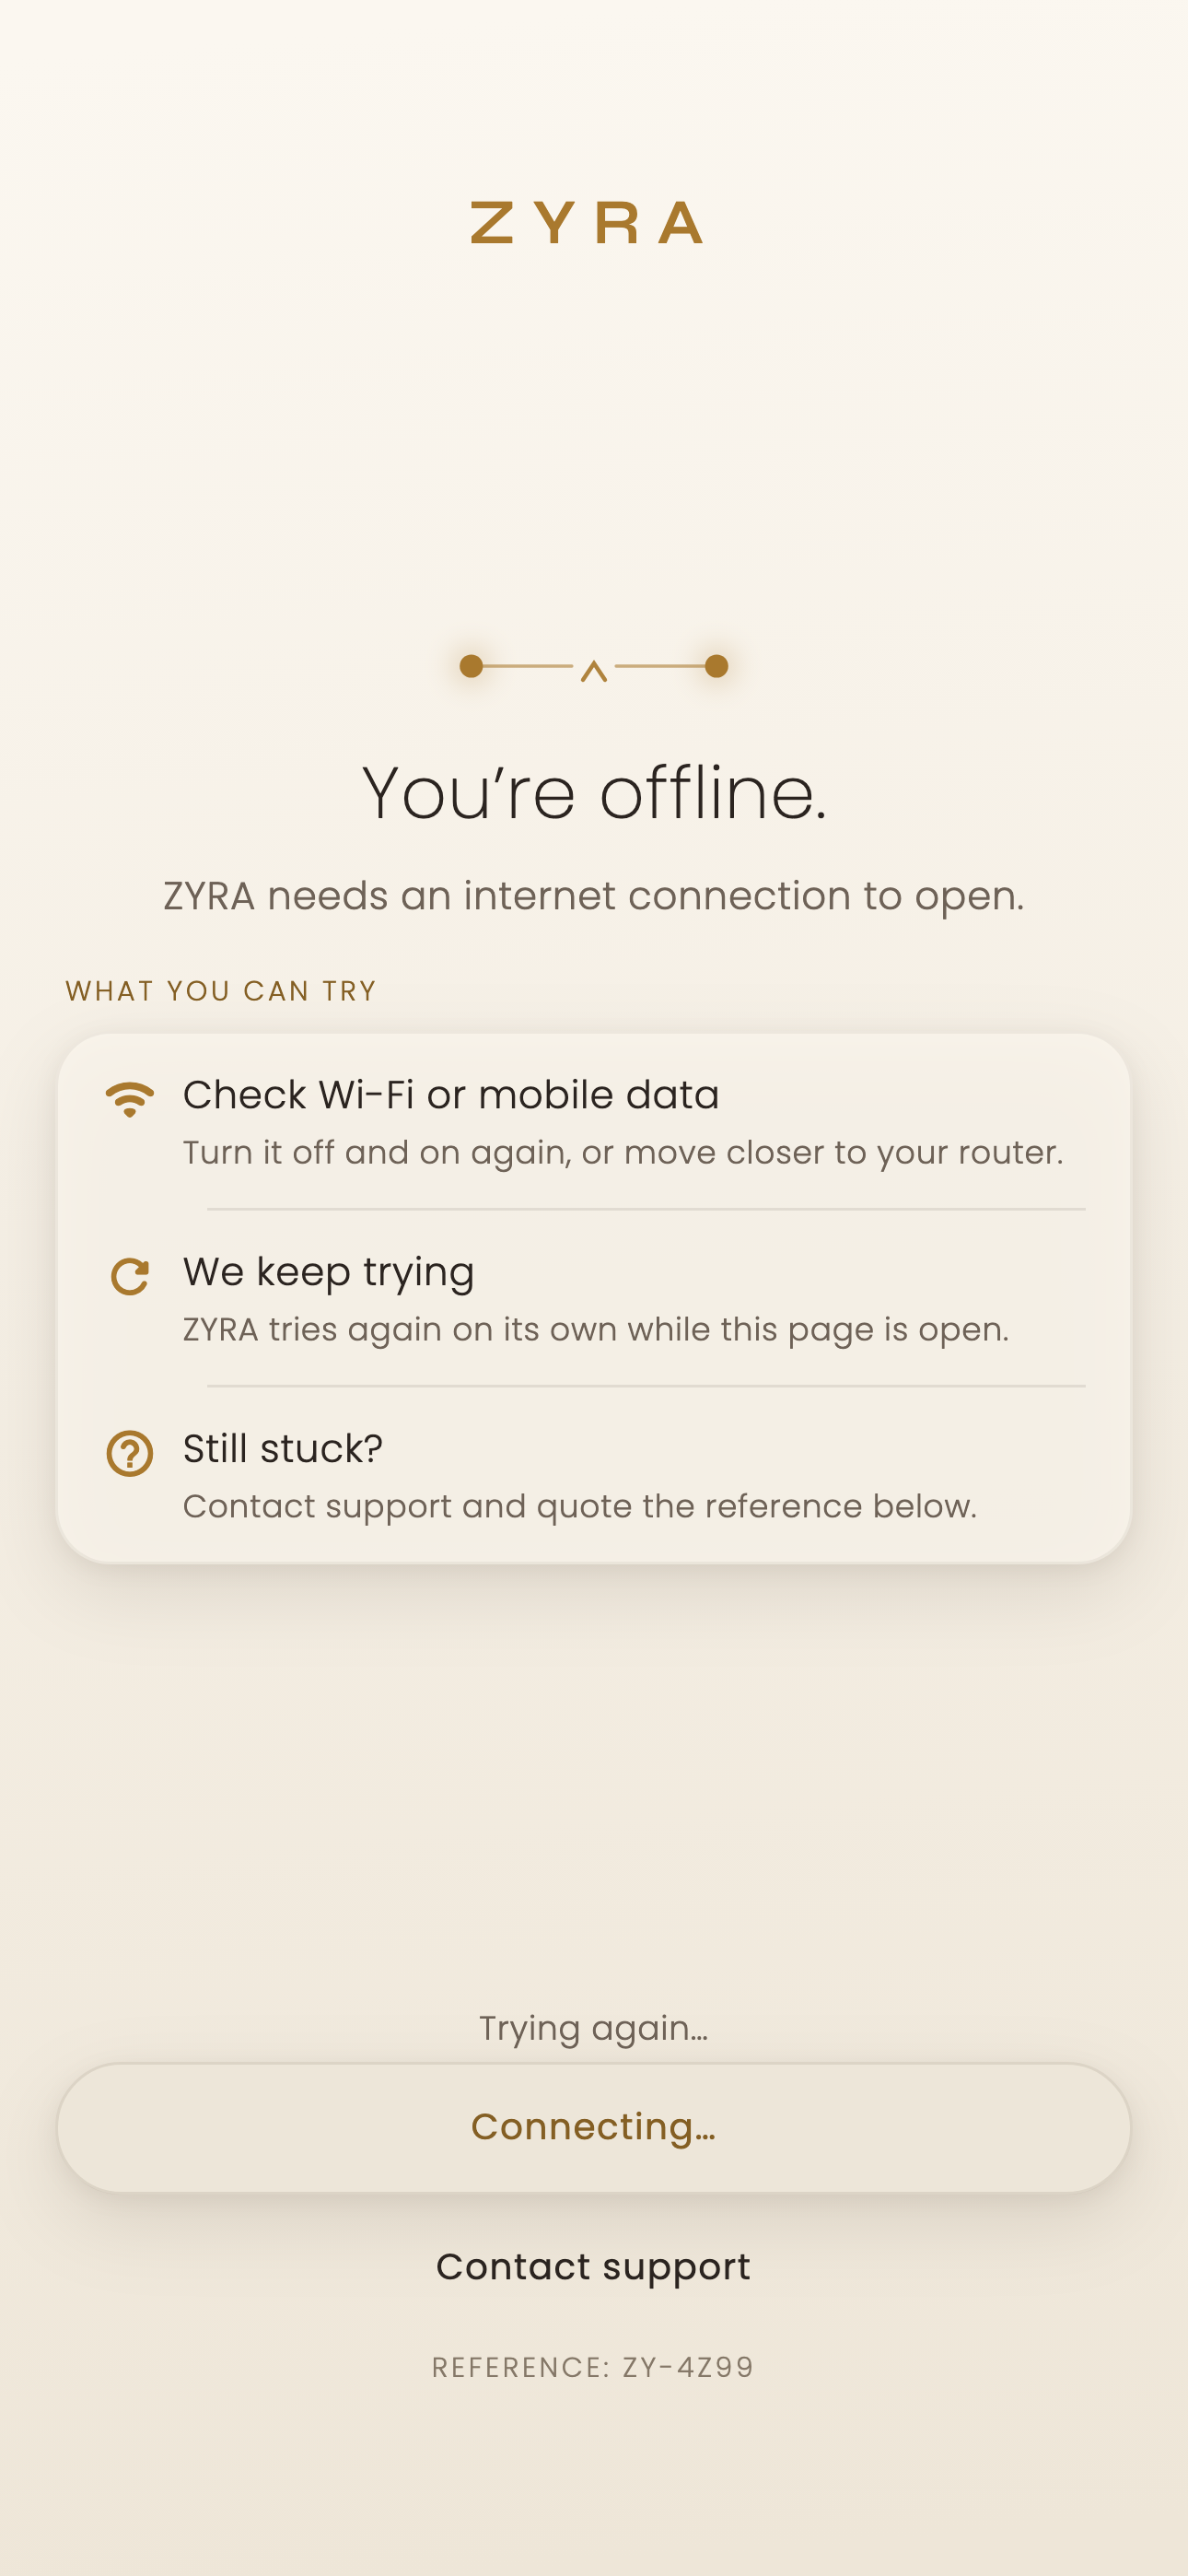 ZYRA
You’re offline.
ZYRA needs an internet connection to open.
WHAT YOU CAN TRY
Check Wi-Fi or mobile data
Turn it off and on again, or move closer to your router.
We keep trying
ZYRA tries again on its own while this page is open.
Still stuck?
Contact support and quote the reference below.
Trying again…
Connecting…
Contact support
REFERENCE: ZY-4Z99